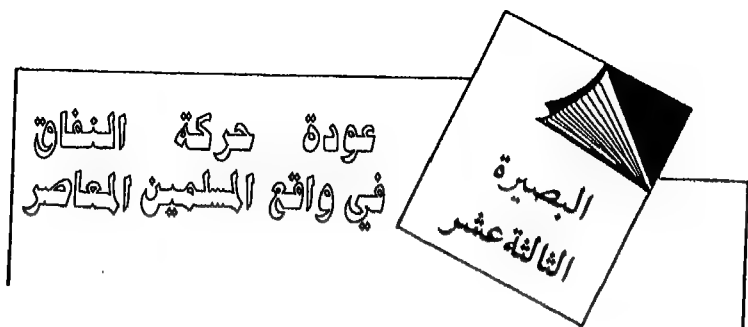 البصيرة
الثالثة عشر
عودة حركة النفاق
في واقع المسلمين المعاصر